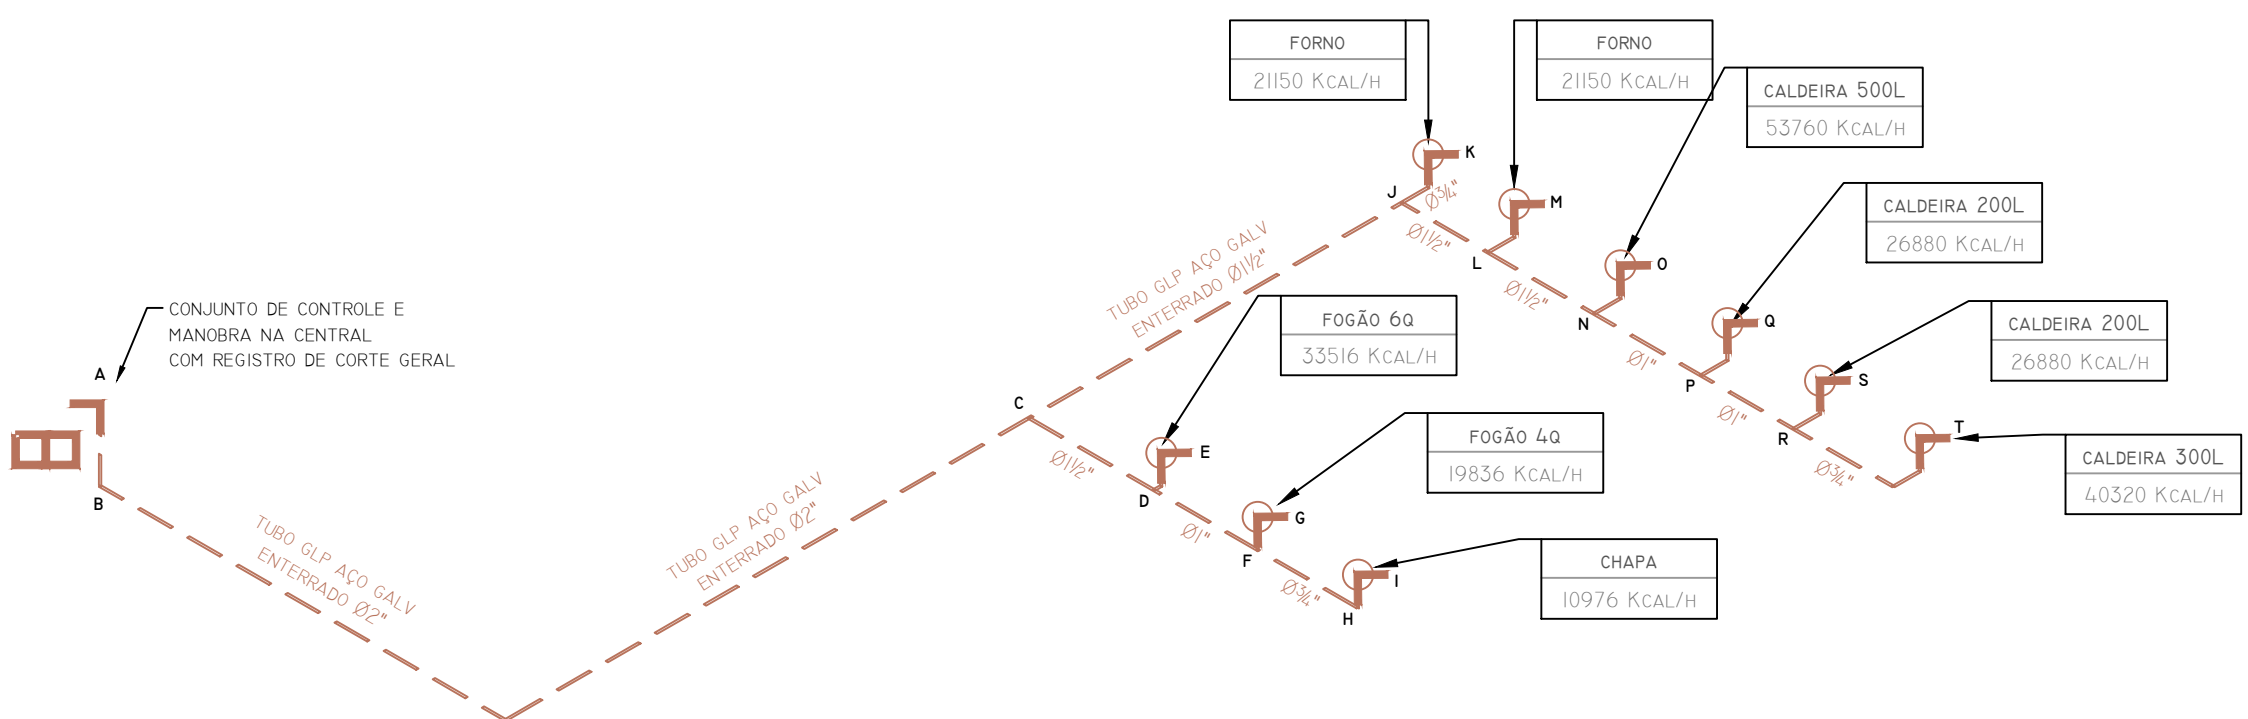 FORNO
21150 KCAL/H
FORNO
21150 KCAL/H
CALDEIRA 500L
53760 KCAL/H
K
J
Ø3/4"
M
CALDEIRA 200L
26880 KCAL/H
TUBO GLP AÇO GALV
ENTERRADO Ø1½"
Ø1½"
L
O
Ø1½"
CONJUNTO DE CONTROLE E
MANOBRA NA CENTRAL
COM REGISTRO DE CORTE GERAL
A
FOGÃO 6Q
33516 KCAL/H
N
Q
CALDEIRA 200L
26880 KCAL/H
Ø1"
P
S
C
FOGÃO 4Q
19836 KCAL/H
Ø1"
R
T
CALDEIRA 300L
40320 KCAL/H
E
Ø1½"
Ø3/4"
B
D
TUBO GLP AÇO GALV
ENTERRADO Ø2"
TUBO GLP AÇO GALV
ENTERRADO Ø2"
G
Ø1"
F
CHAPA
10976 KCAL/H
I
Ø3/4"
H